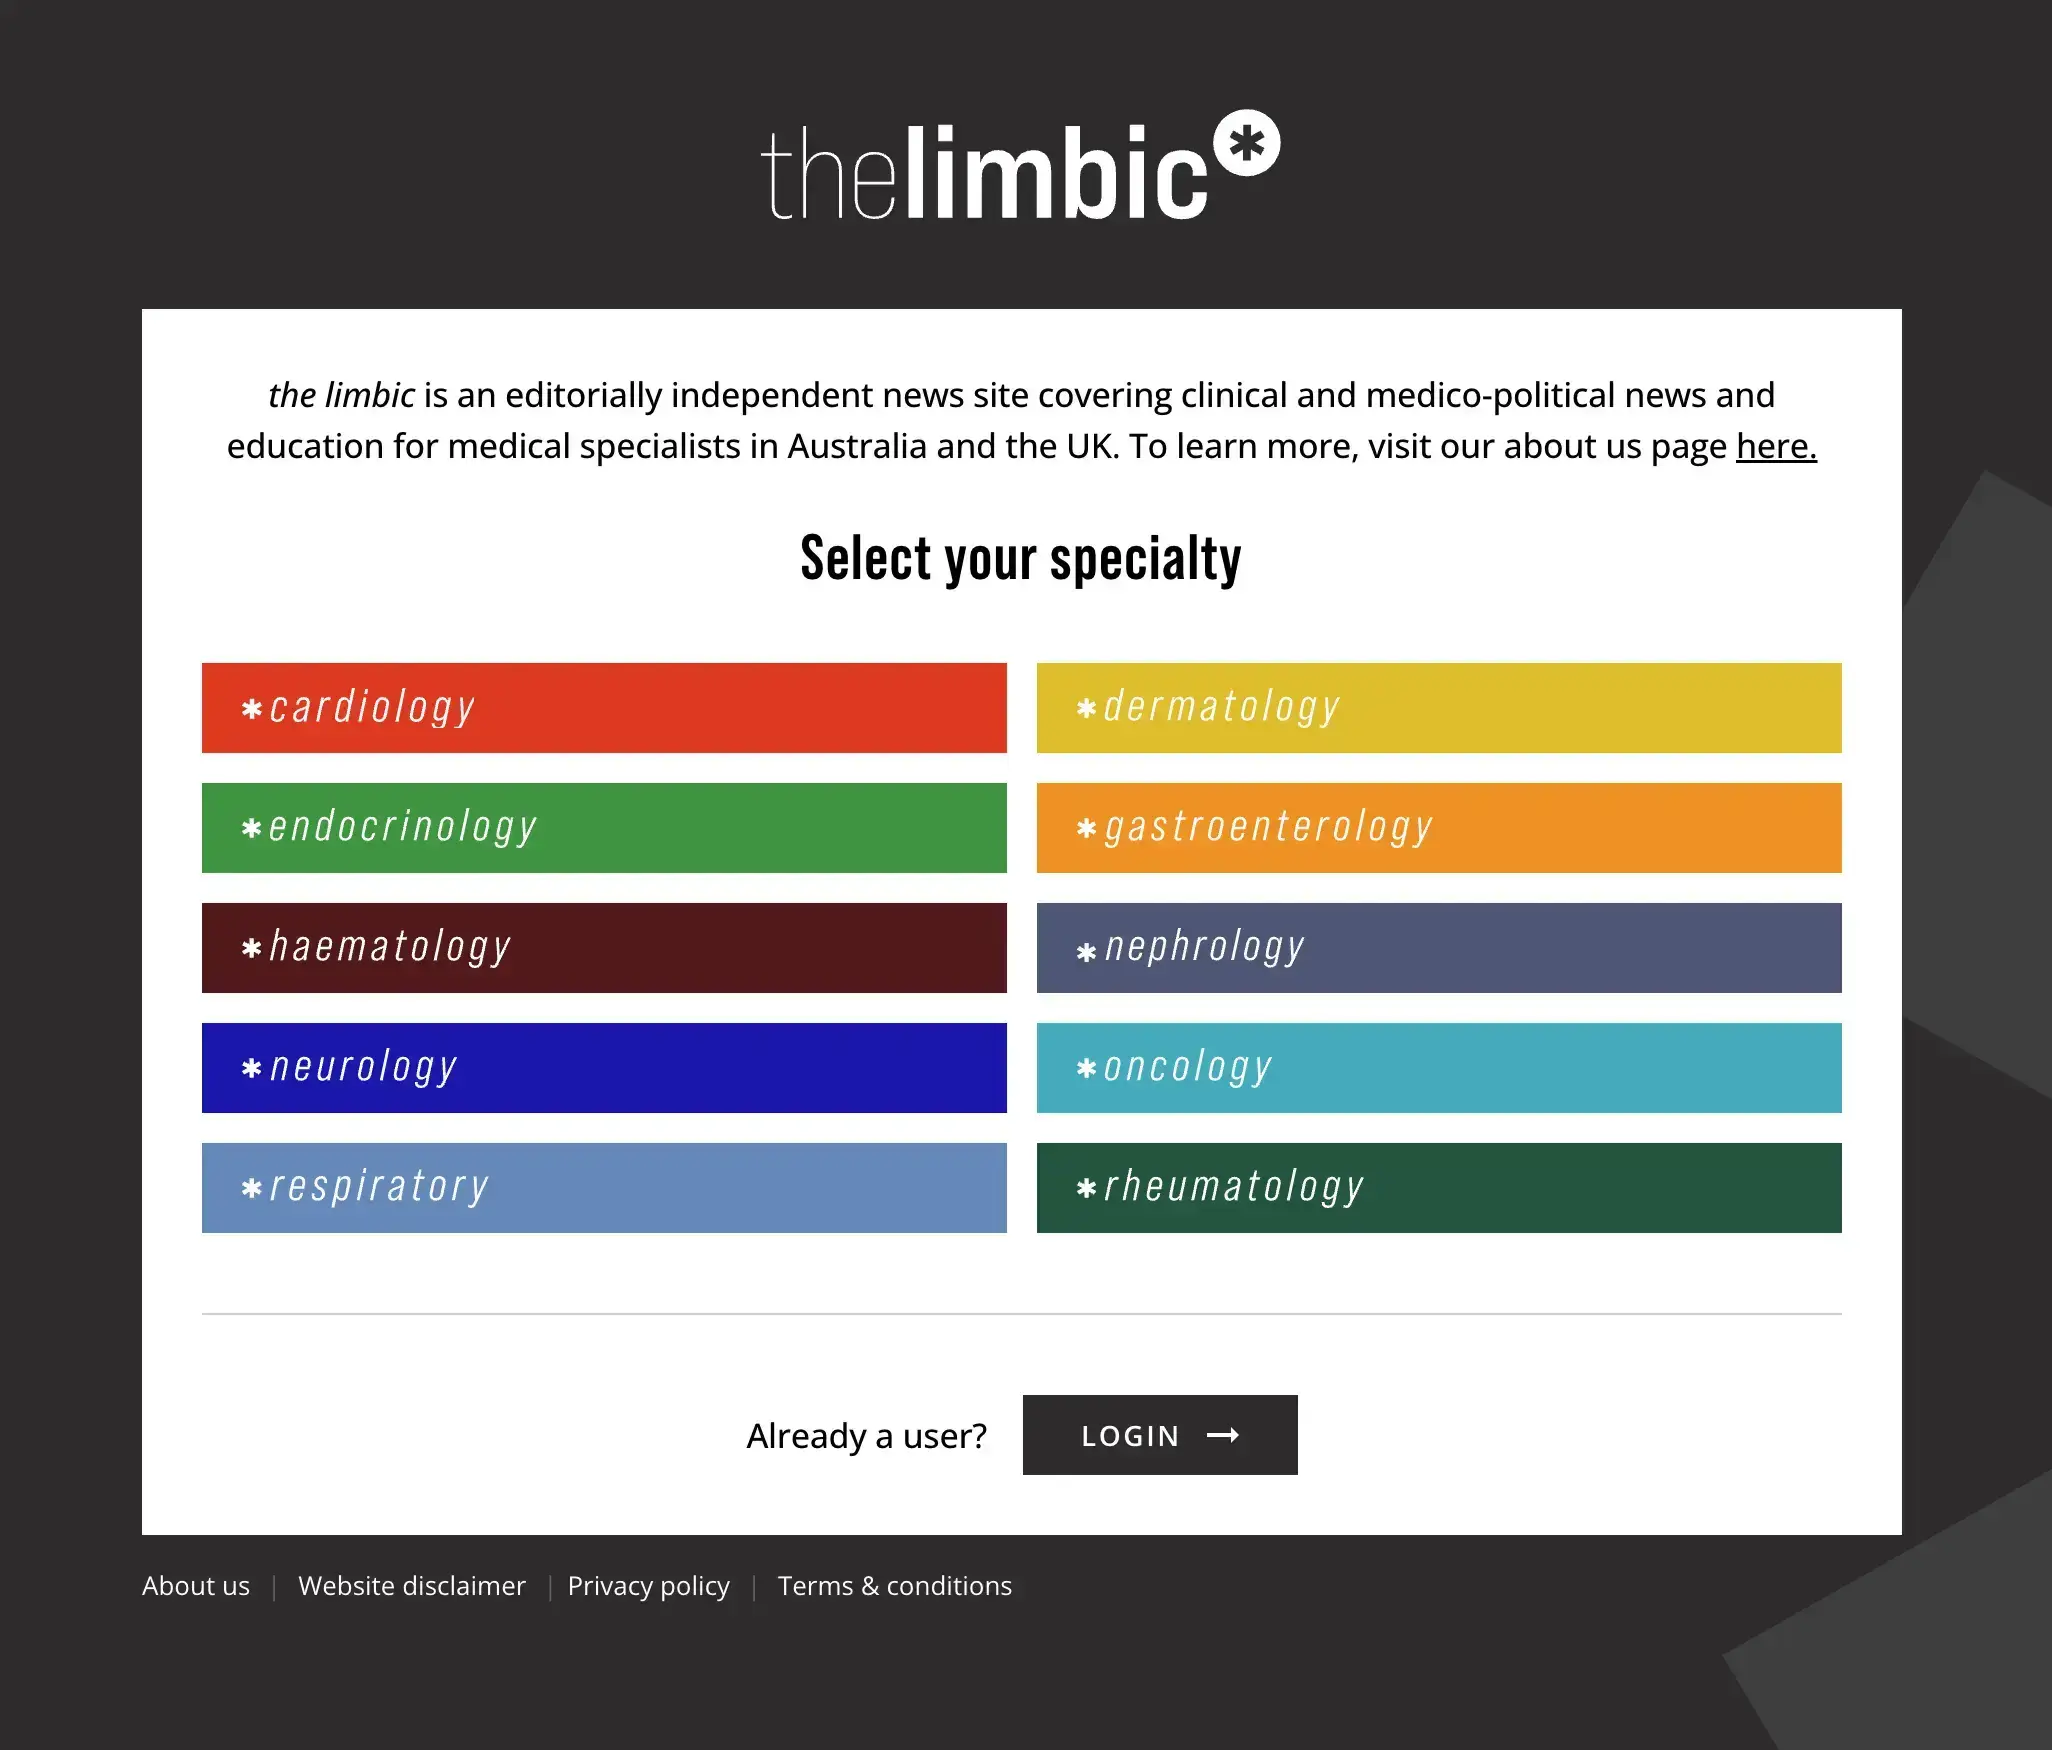 thelimbic*
the limbic is an editorially independent news site covering clinical and medico-political news and
education for medical specialists in Australia and the UK. To learn more, visit our about us page here.
Select your specialty
*cardiology
*dermatology
*endocrinology
*gastroenterology
*haematology
*nephrology
*neurology
*oncology
*respiratory
*rheumatology
Already a user? LOGIN →
About us | Website disclaimer | Privacy policy | Terms & conditions